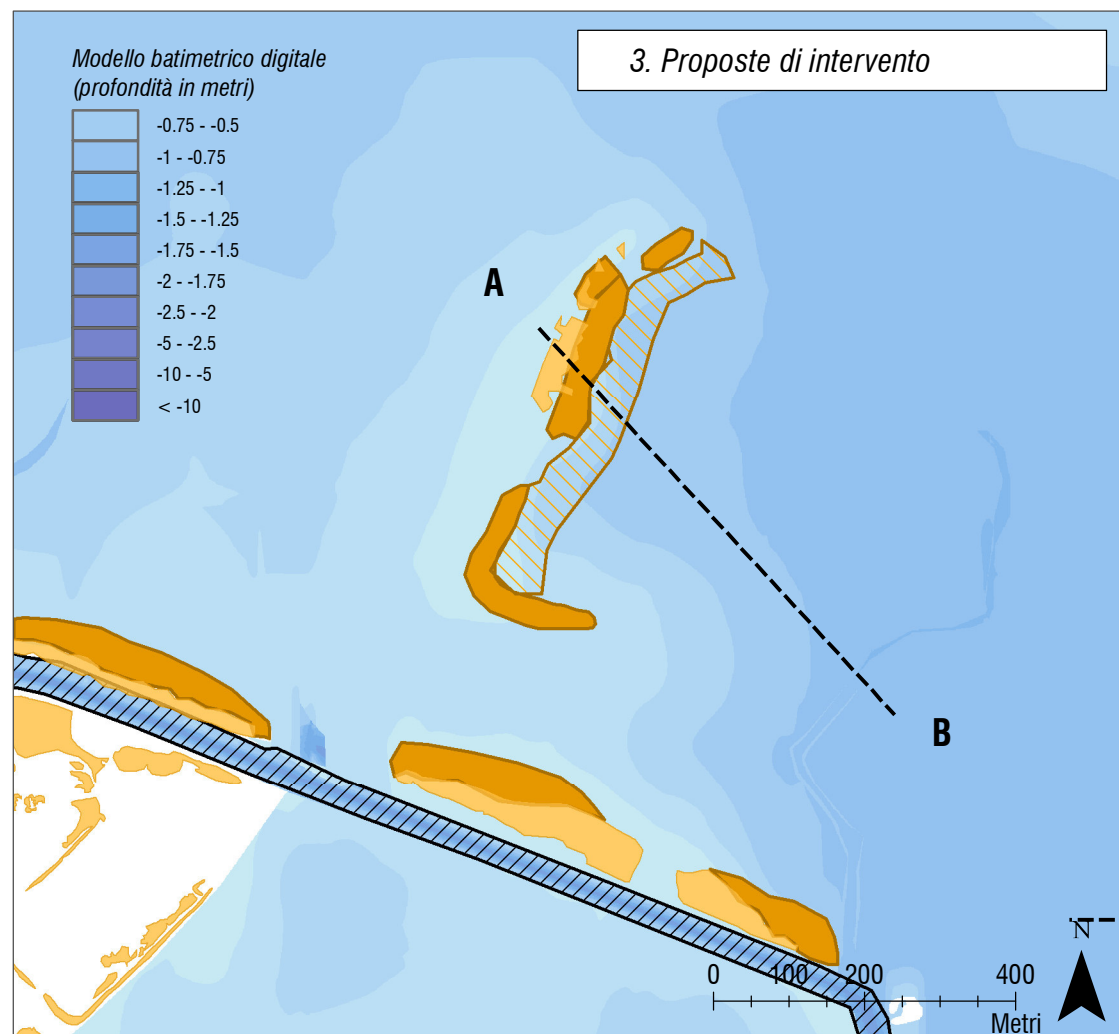 3. Proposte di intervento
Modello batimetrico digitale
(profondità in metri)
-0.75 - -0.5
-1 - -0.75
-1.25 - -1
-1.5 - -1.25
-1.75 - -1.5
-2 - -1.75
-2.5 - -2
-5 - -2.5
-10 - -5
< -10
A
B
N
0 100 200 400
Metri